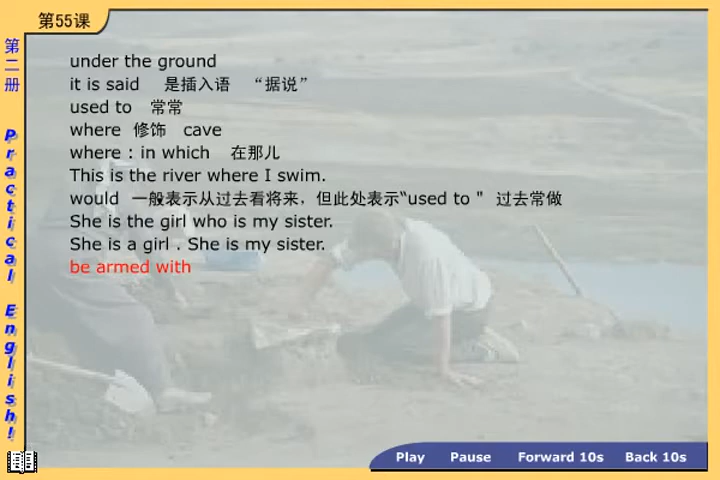 第55课
第二册 Practical English!
under the ground
it is said 是插入语 “据说”
used to 常常
where 修饰 cave
where : in which 在那儿
This is the river where I swim.
would 一般表示从过去看将来，但此处表示“used to " 过去常做
She is the girl who is my sister.
She is a girl . She is my sister.
be armed with
Play Pause Forward 10s Back 10s